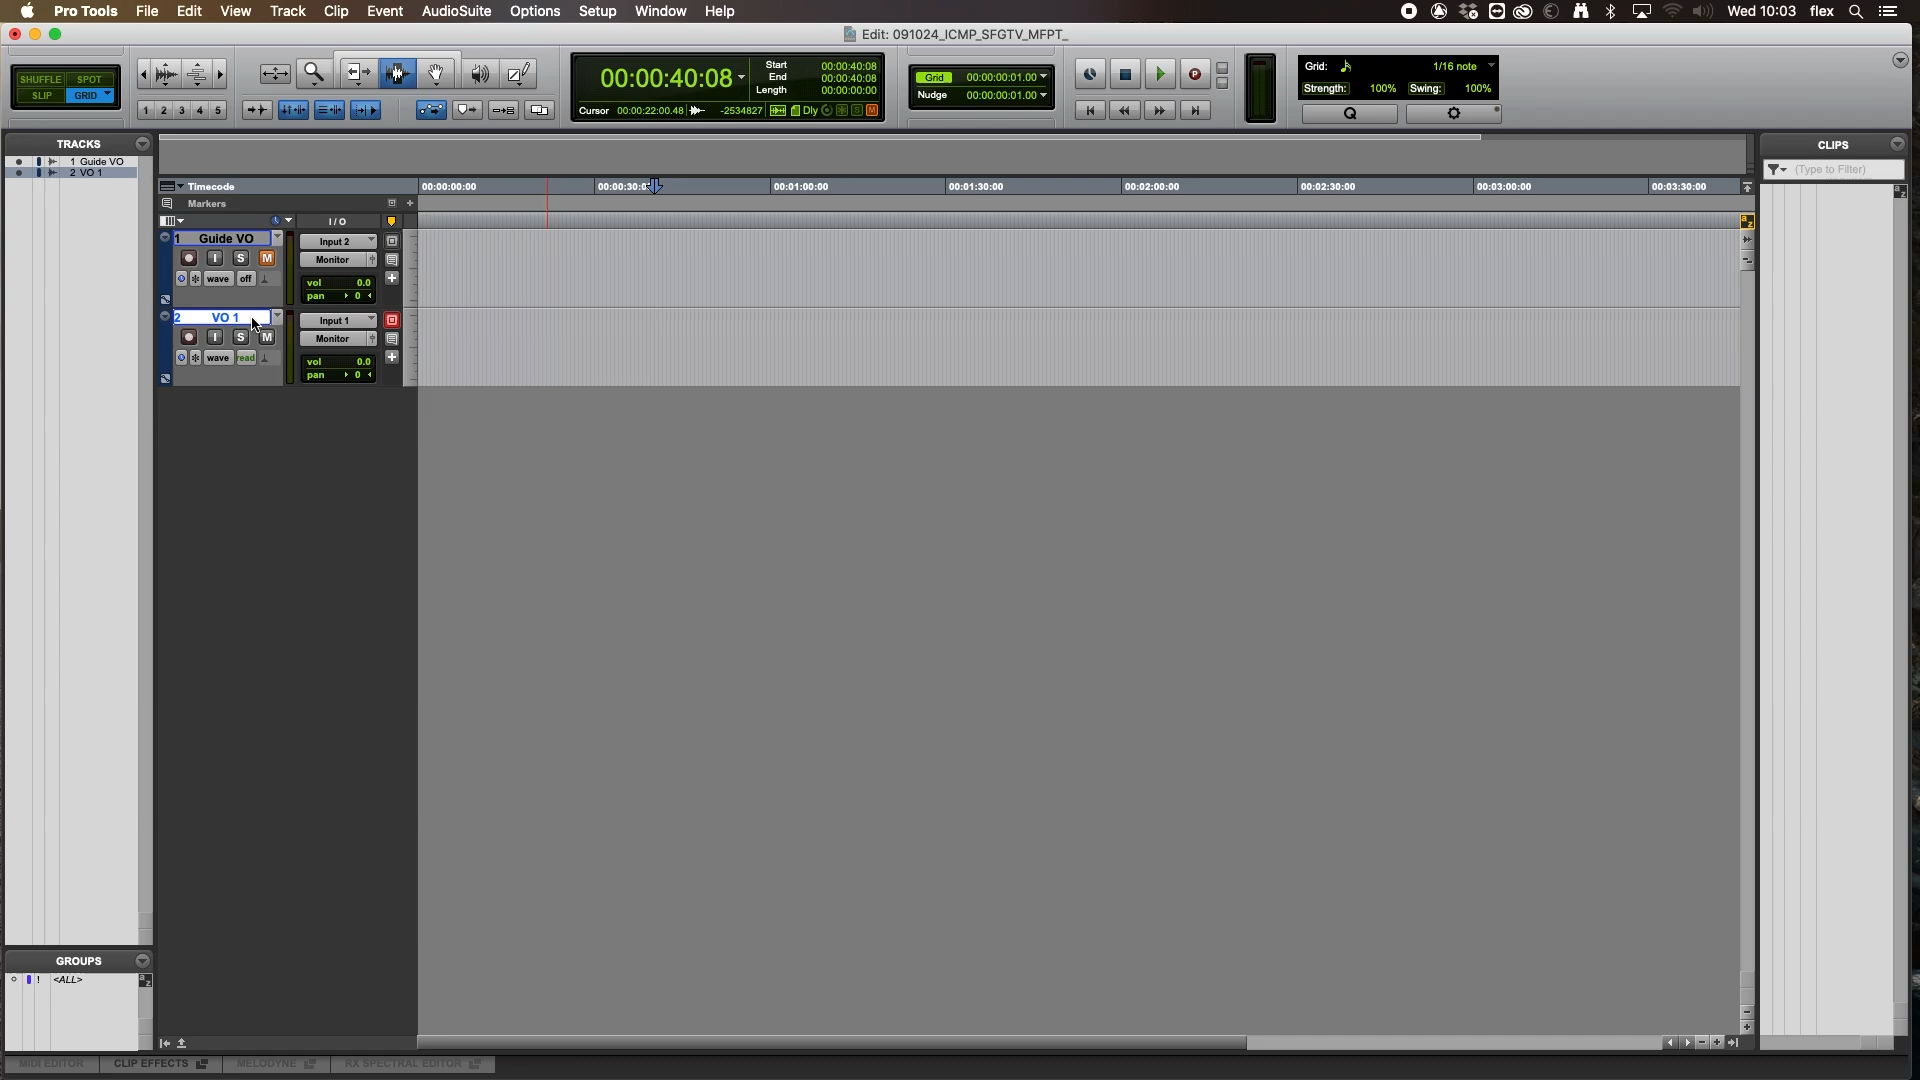 Pro Tools File Edit View Track Clip Event AudioSuite Options Setup Window Help Wed 10:03 flex
Edit: 091024_ICMP_SFGTV_MFPT_
SHUFFLE SPOT
SLIP GRID
1 2 3 4 5
00:00:40:08
Start 00:00:40:08
End 00:00:40:08
Length 00:00:00:00
Cursor 00:00:22:00.48 -2534827 Dly S M
Grid 00:00:00:01.00
Nudge 00:00:00:01.00
Grid: 1/16 note
Strength: 100% Swing: 100%
Q
TRACKS
1 Guide VO
2 VO 1
CLIPS
(Type to Filter)
a z
Timecode 00:00:00:00 00:00:30:0 00:01:00:00 00:01:30:00 00:02:00:00 00:02:30:00 00:03:00:00 00:03:30:00
Markers
I / O
a z
1 Guide VO Input 2
I S M Monitor
wave off vol 0.0
pan 0
2 VO 1 Input 1
I S M Monitor
wave read vol 0.0
pan 0
GROUPS
! <ALL>
a z
MIDI EDITOR CLIP EFFECTS MELODYNE RX SPECTRAL EDITOR